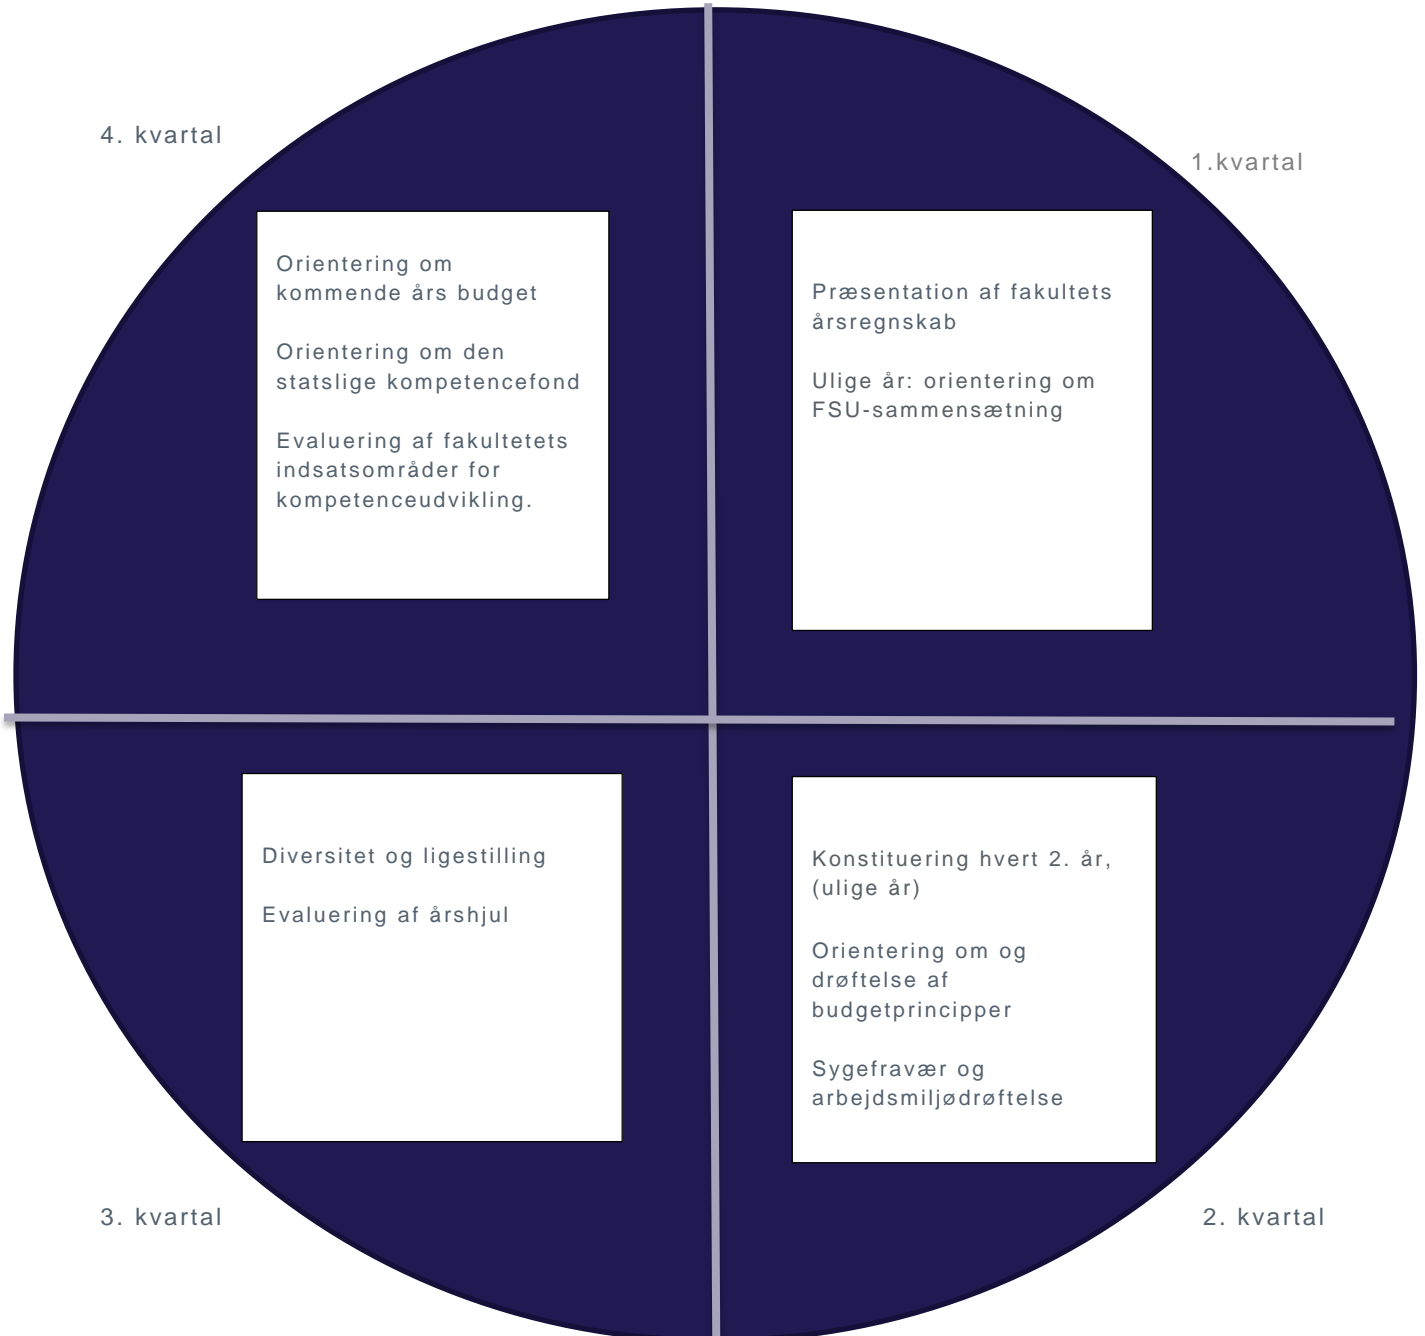 4. kvartal
1.kvartal
Orientering om
kommende års budget
Orientering om den
statslige kompetencefond
Evaluering af fakultetets
indsatsområder for
kompetenceudvikling.
Præsentation af fakultets
årsregnskab
Ulige år: orientering om
FSU-sammensætning
Diversitet og ligestilling
Evaluering af årshjul
Konstituering hvert 2. år,
(ulige år)
Orientering om og
drøftelse af
budgetprincipper
Sygefravær og
arbejdsmiljødrøftelse
3. kvartal
2. kvartal